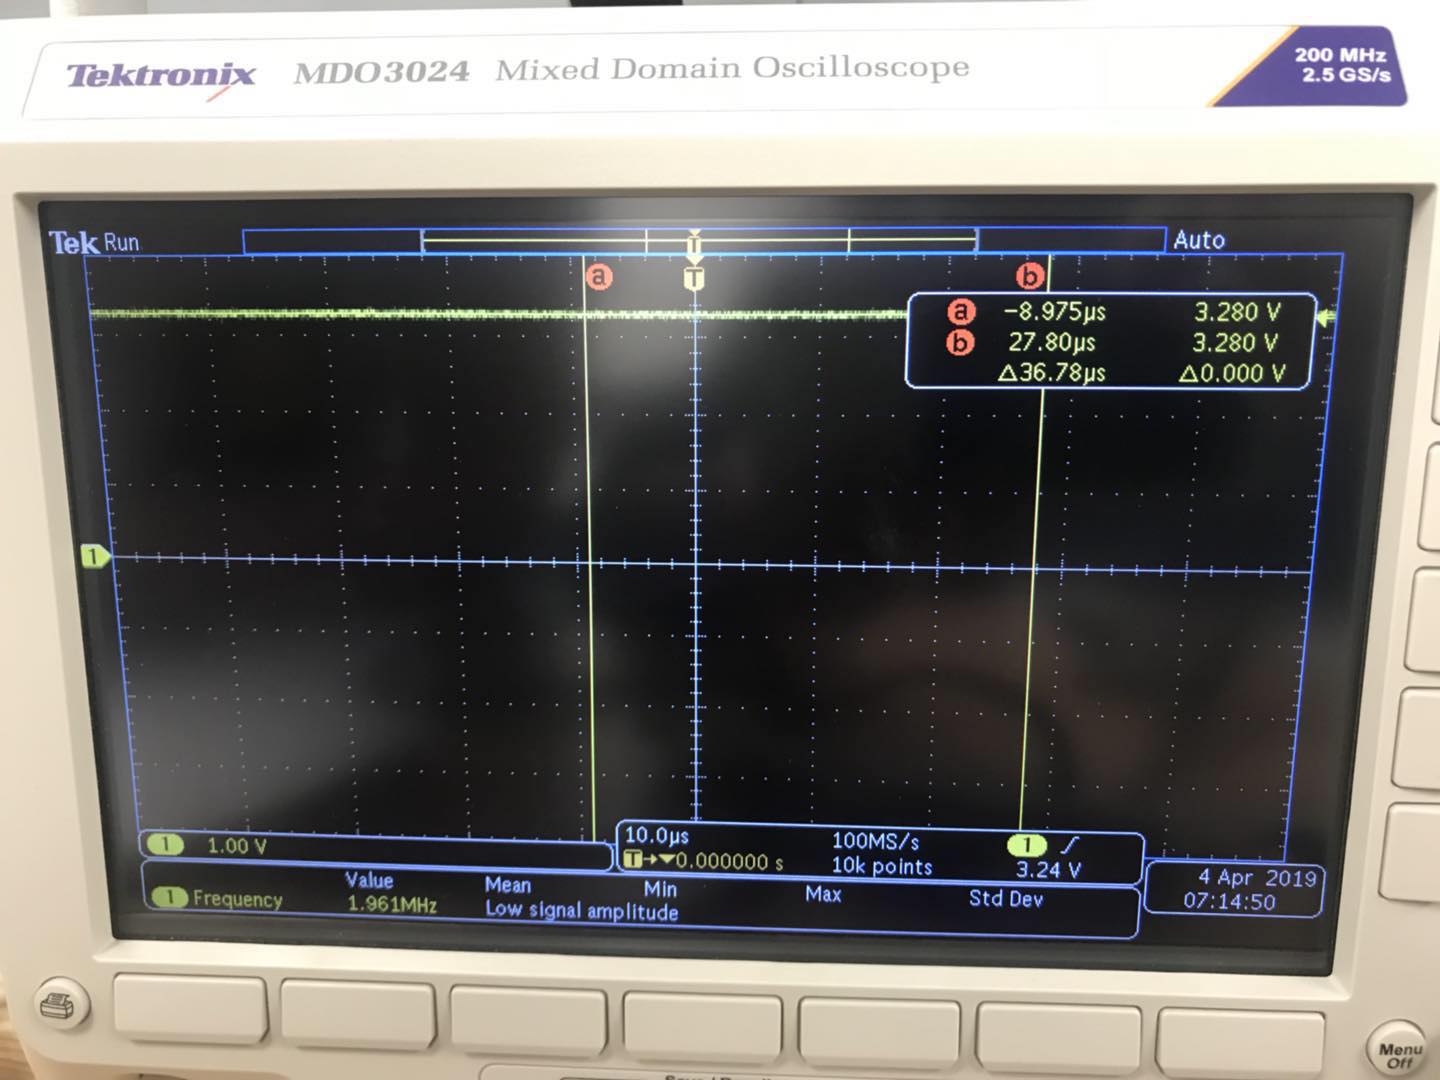 Tektronix MDO3024 Mixed Domain Oscilloscope
200 MHz
2.5 GS/s
Tek Run
T
Auto
a
T
b
a -8.975µs 3.280 V
b 27.80µs 3.280 V
Δ36.78µs Δ0.000 V
1
1 1.00 V
10.0µs 100MS/s 1
T→▼0.000000 s 10k points 3.24 V
Value Mean Min Max Std Dev
1 Frequency 1.961MHz Low signal amplitude
4 Apr 2019
07:14:50
Menu
Off